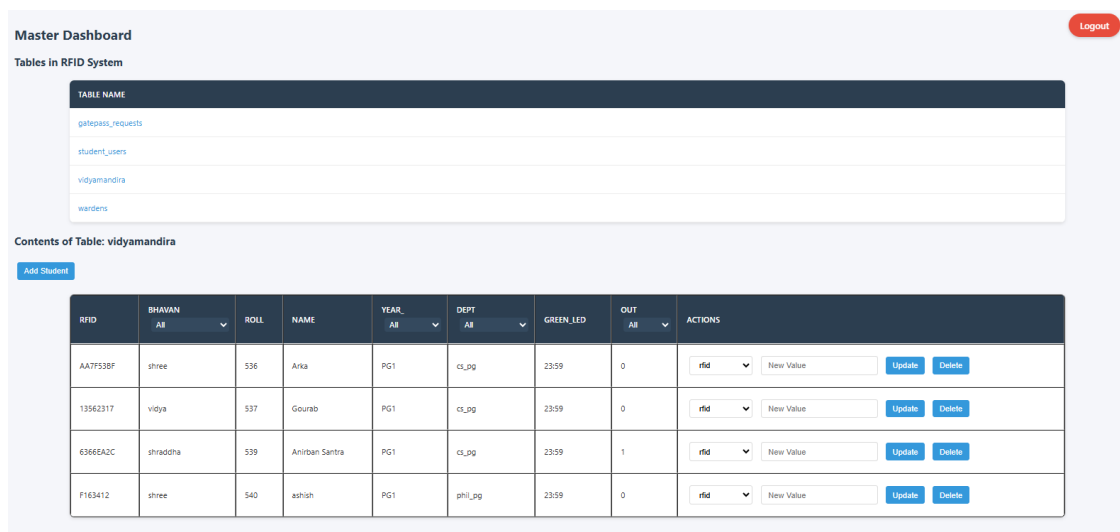 Logout
Master Dashboard
Tables in RFID System
TABLE NAME
gatepass_requests
student_users
vidyamandira
wardens
Contents of Table: vidyamandira
Add Student
RFID BHAVAN All ROLL NAME YEAR_ All DEPT All GREEN_LED OUT All ACTIONS
AA7F53BF shree 536 Arka PG1 cs_pg 23:59 0 rfid New Value Update Delete
13562317 vidya 537 Gourab PG1 cs_pg 23:59 0 rfid New Value Update Delete
6366EA2C shraddha 539 Anirban Santra PG1 cs_pg 23:59 1 rfid New Value Update Delete
F163412 shree 540 ashish PG1 phil_pg 23:59 0 rfid New Value Update Delete